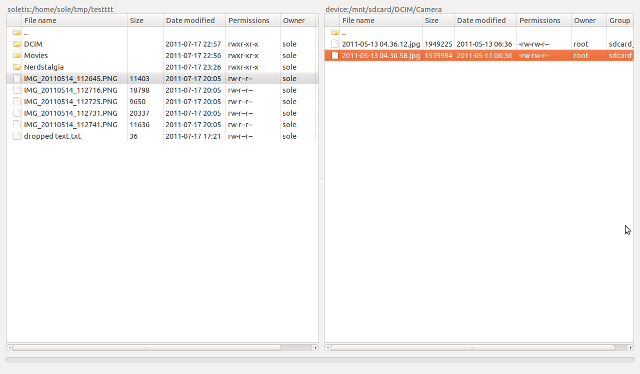 soletis:/home/sole/tmp/testttt
File name Size Date modified Permissions Owner
..
DCIM 2011-07-17 22:57 rwxr-xr-x sole
Movies 2011-07-17 22:56 rwxr-xr-x sole
Nerdstalgia 2011-07-17 23:26 rwxr-xr-x sole
IMG_20110514_112645.PNG 11403 2011-07-17 20:05 rw-r--r-- sole
IMG_20110514_112716.PNG 18798 2011-07-17 20:05 rw-r--r-- sole
IMG_20110514_112725.PNG 9650 2011-07-17 20:05 rw-r--r-- sole
IMG_20110514_112731.PNG 20337 2011-07-17 20:05 rw-r--r-- sole
IMG_20110514_112741.PNG 11636 2011-07-17 20:05 rw-r--r-- sole
dropped text.txt 36 2011-07-17 17:21 rw-r--r-- sole
device:/mnt/sdcard/DCIM/Camera
File name Size Date modified Permissions Owner Group
..
2011-05-13 04.36.12.jpg 1949225 2011-05-13 06:36 -rw-rw-r-- root sdcard_
2011-05-13 04.36.58.jpg 1539984 2011-05-13 06:36 -rw-rw-r-- root sdcard_